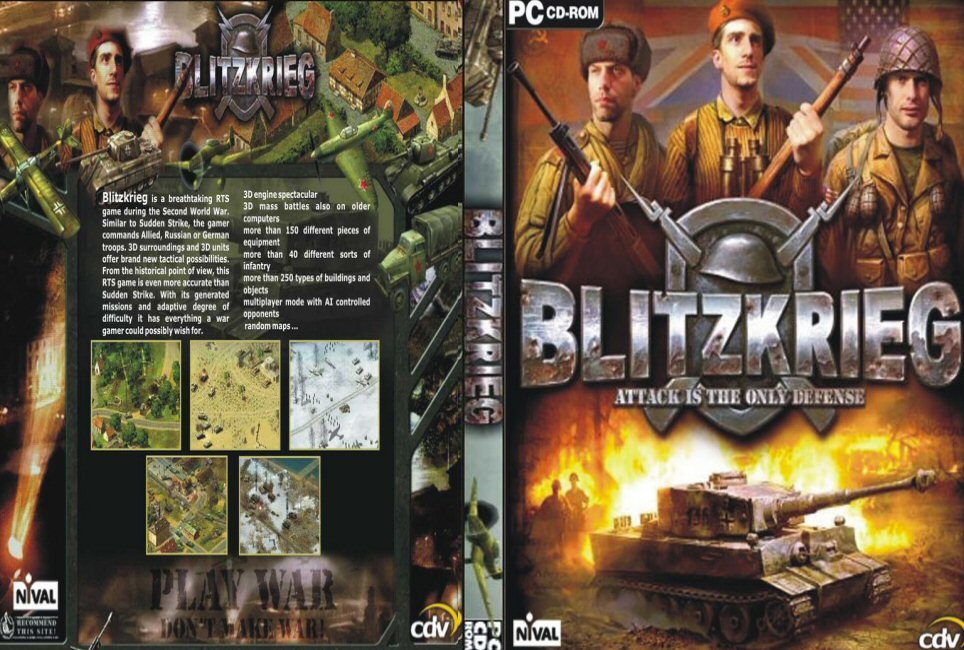 BLITZKRIEG
Blitzkrieg is a breathtaking RTS
game during the Second World War.
Similar to Sudden Strike, the gamer
commands Allied, Russian or German
troops. 3D surroundings and 3D units
offer brand new tactical possibilities.
From the historical point of view, this
RTS game is even more accurate than
Sudden Strike. With its generated
missions and adaptive degree of
difficulty it has everything a war
gamer could possibly wish for.
3D engine spectacular
3D mass battles also on older
computers
more than 150 different pieces of
equipment
more than 40 different sorts of
infantry
more than 250 types of buildings and
objects
multiplayer mode with AI controlled
opponents
random maps ...
PLAY WAR
DON'T MAKE WAR!
NIVAL
RECOMMEND
THIS SITE!
cdv
BLITZKRIEG
PC
CD-ROM
PC CD-ROM
BLITZKRIEG
ATTACK IS THE ONLY DEFENSE
NIVAL
cdv